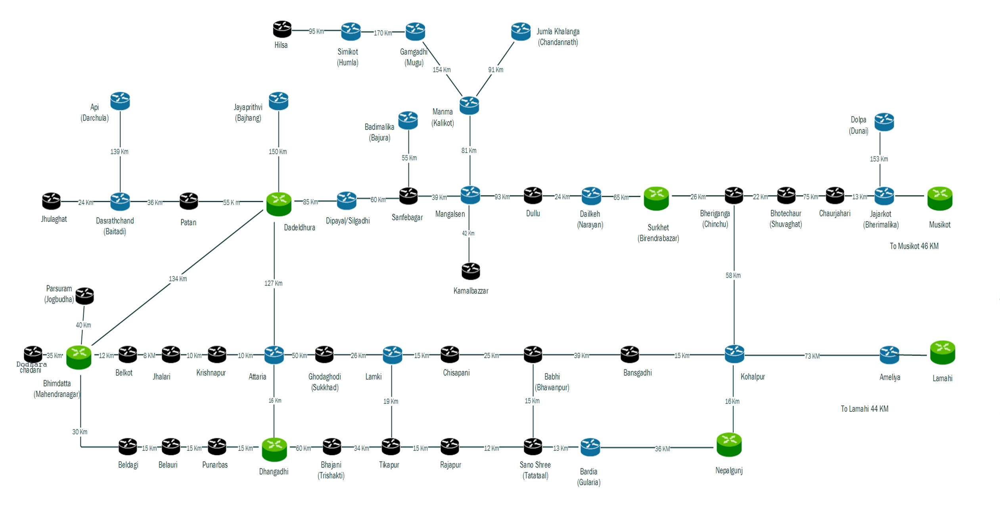 95 Km
170 Km
Hilsa
Simikot
(Humla)
Gamgadhi
(Mugu)
Jumla Khalanga
(Chandannath)
154 Km
91 Km
Api
(Darchula)
Jayaprithvi
(Bajhang)
Badimalika
(Bajura)
Manma
(Kalikot)
Dolpa
(Dunai)
139 Km
150 Km
55 Km
81 Km
153 Km
24 Km
36 Km
55 K m
85 Km
60 Km
39 Km
93 Km
24 Km
65 Km
26 Km
22 Km
75 Km
13 Km
Jhulaghat
Dasrathchand
(Baitadi)
Patan
Dadeldhura
Dipayal/Silgadhi
Sanfebagar
Mangalsen
Dullu
Dailkeh
(Narayan)
Surkhet
(Birendrabazar)
Bheriganga
(Chinchu)
Bhotechaur
(Shuvaghat)
Chaurjahari
Jajarkot
(Bherimalika)
Musikot
To Musikot 46 KM
42 Km
134 Km
127 Km
58 Km
Kamalbazzar
Parsuram
(Jogbudha)
40 Km
35 Km
12 Km
8 KM
10 Km
10 Km
50 Km
26 Km
15 Km
25 Km
39 Km
15 Km
73 KM
Dodhara
chadani
Bhimdatta
(Mahendranagar)
Belkot
Jhalari
Krishnapur
Attaria
Ghodaghodi
(Sukkhad)
Lamki
Chisapani
Babhi
(Bhawanpur)
Bansgadhi
Kohalpur
Ameliya
Lamahi
To Lamahi 44 KM
16 Km
19 Km
15 Km
16 Km
30 Km
15 Km
15 Km
15 Km
60 Km
34 Km
15 Km
12 Km
13 Km
36 KM
Beldagi
Belauri
Punarbas
Dhangadhi
Bhajani
(Trishakti)
Tikapur
Rajapur
Sano Shree
(Tatataal)
Bardia
(Gularia)
Nepalgunj